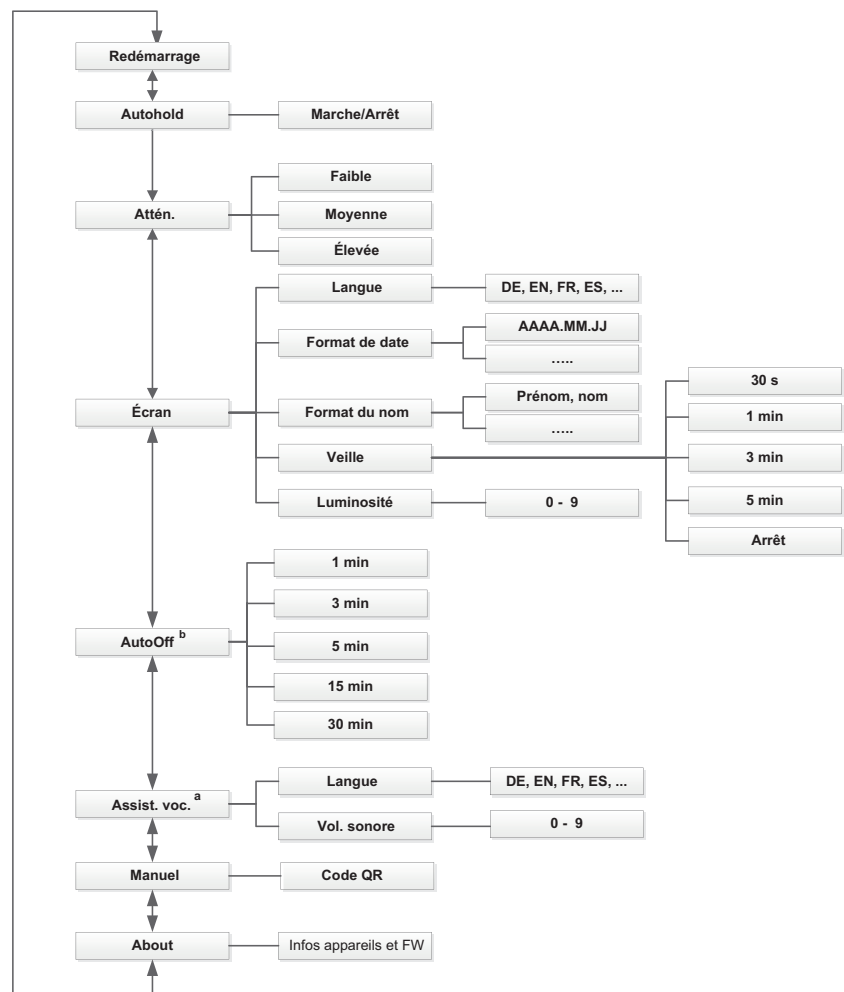 Redémarrage
Autohold
Marche/Arrêt
Faible
Attén.
Moyenne
Élevée
Langue
DE, EN, FR, ES, ...
Format de date
AAAA.MM.JJ
.....
30 s
Écran
Format du nom
Prénom, nom
.....
1 min
Veille
3 min
Luminosité
0 - 9
5 min
Arrêt
1 min
3 min
AutoOff b
5 min
15 min
30 min
Langue
DE, EN, FR, ES, ...
Assist. voc. a
Vol. sonore
0 - 9
Manuel
Code QR
About
Infos appareils et FW